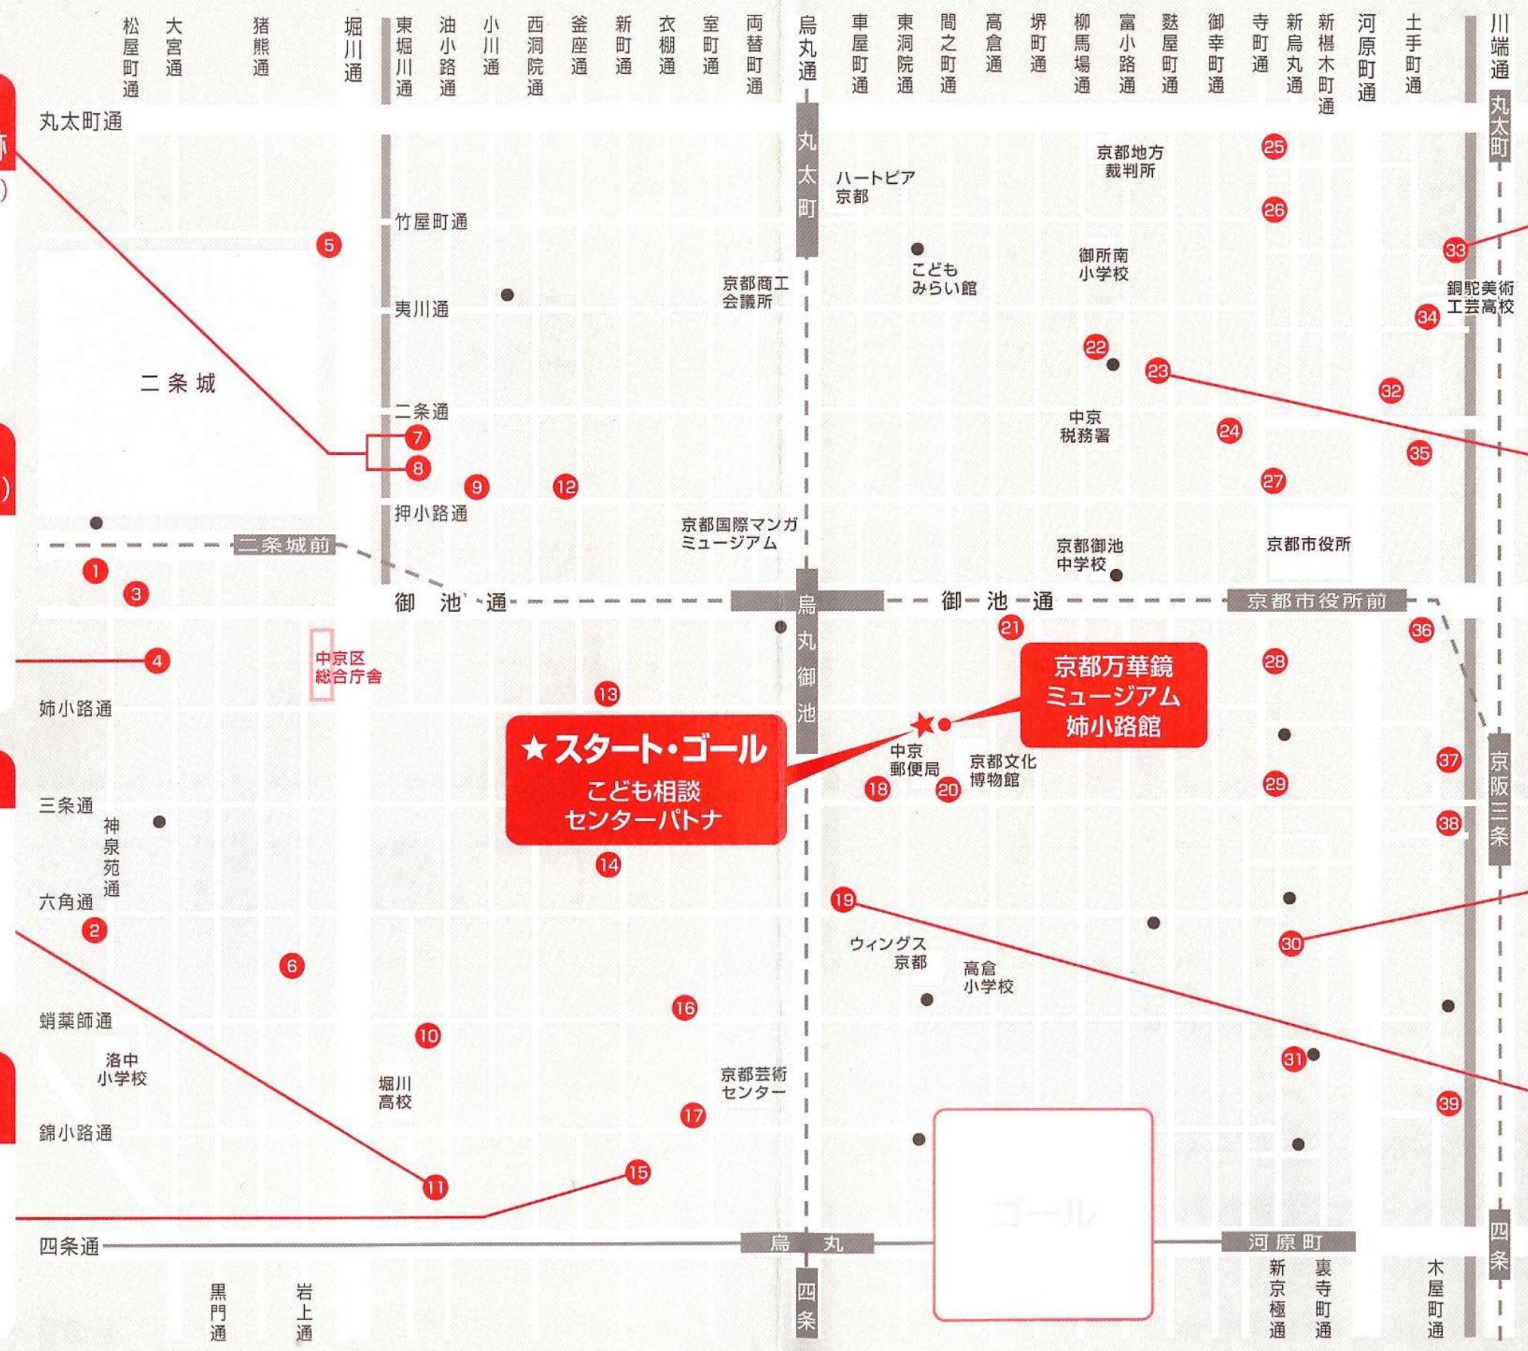 松屋町通
大宮通
猪熊通
堀川通
東堀川通
油小路通
小川通
西洞院通
釜座通
新町通
衣棚通
室町通
両替町通
烏丸通
車屋町通
東洞院通
間之町通
高倉通
堺町通
柳馬場通
富小路通
麩屋町通
御幸町通
寺町通
新烏丸通
新椹木町通
河原町通
土手町通
川端通
丸太町通
丸太町
丸太町
跡
)
京都地方
裁判所
25
ハートピア
京都
26
竹屋町通
5
33
こども
みらい館
御所南
小学校
京都商工
会議所
銅駝美術
工芸高校
夷川通
34
22
23
二条城
32
二条通
中京
税務署
24
7
8
35
9
12
27
)
押小路通
京都国際マンガ
ミュージアム
京都御池
中学校
京都市役所
二条城前
1
3
御池通
烏丸御池
御池通
京都市役所前
21
36
4
中京区
総合庁舎
京都万華鏡
ミュージアム
姉小路館
28
13
姉小路通
★スタート・ゴール
こども相談
センターパトナ
中京
郵便局
京都文化
博物館
18
20
29
37
京阪三条
三条通
神泉苑通
38
14
六角通
19
2
ウィングス
京都
30
6
高倉
小学校
16
蛸薬師通
10
洛中
小学校
堀川
高校
京都芸術
センター
31
17
39
錦小路通
15
11
ゴール
四条通
烏丸
河原町
四条
四条
黒門通
岩上通
新京極通
裏寺町通
木屋町通